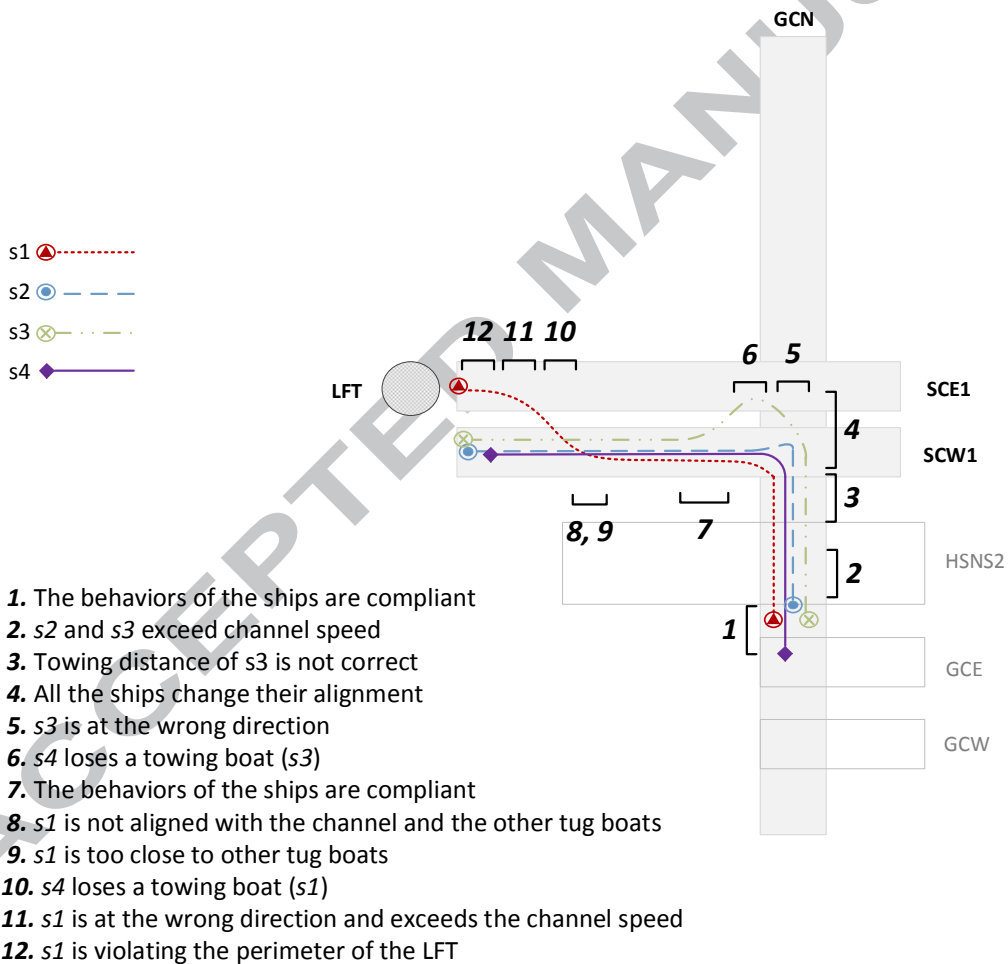 GCN
s1
s2
s3
s4
12 11 10
6 5
LFT
SCE1
4
SCW1
3
8, 9
7
HSNS2
2
1
GCE
GCW
1. The behaviors of the ships are compliant
2. s2 and s3 exceed channel speed
3. Towing distance of s3 is not correct
4. All the ships change their alignment
5. s3 is at the wrong direction
6. s4 loses a towing boat (s3)
7. The behaviors of the ships are compliant
8. s1 is not aligned with the channel and the other tug boats
9. s1 is too close to other tug boats
10. s4 loses a towing boat (s1)
11. s1 is at the wrong direction and exceeds the channel speed
12. s1 is violating the perimeter of the LFT
ACCEPTED MANU